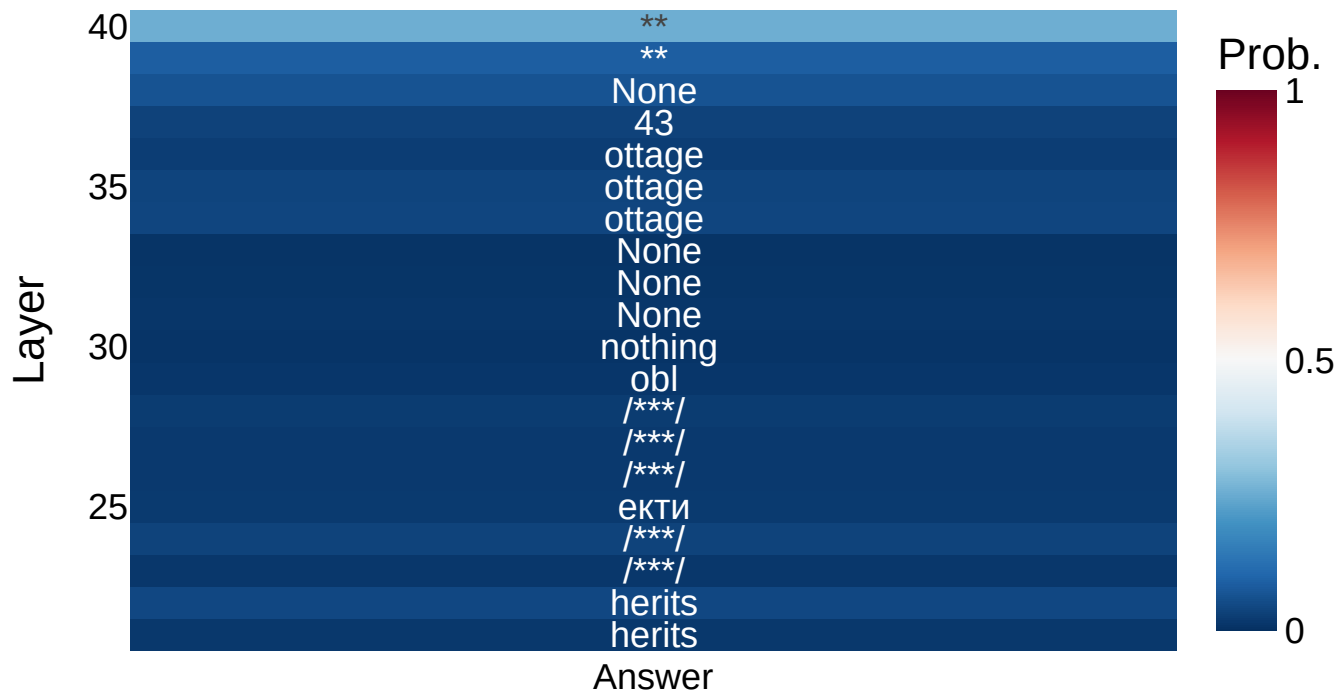 40
**
**
None
43
ottage
35
ottage
ottage
None
None
None
30
nothing
obl
/***/
/***/
/***/
25
екти
/***/
/***/
herits
herits
Layer
Answer
Prob.
1
0.5
0